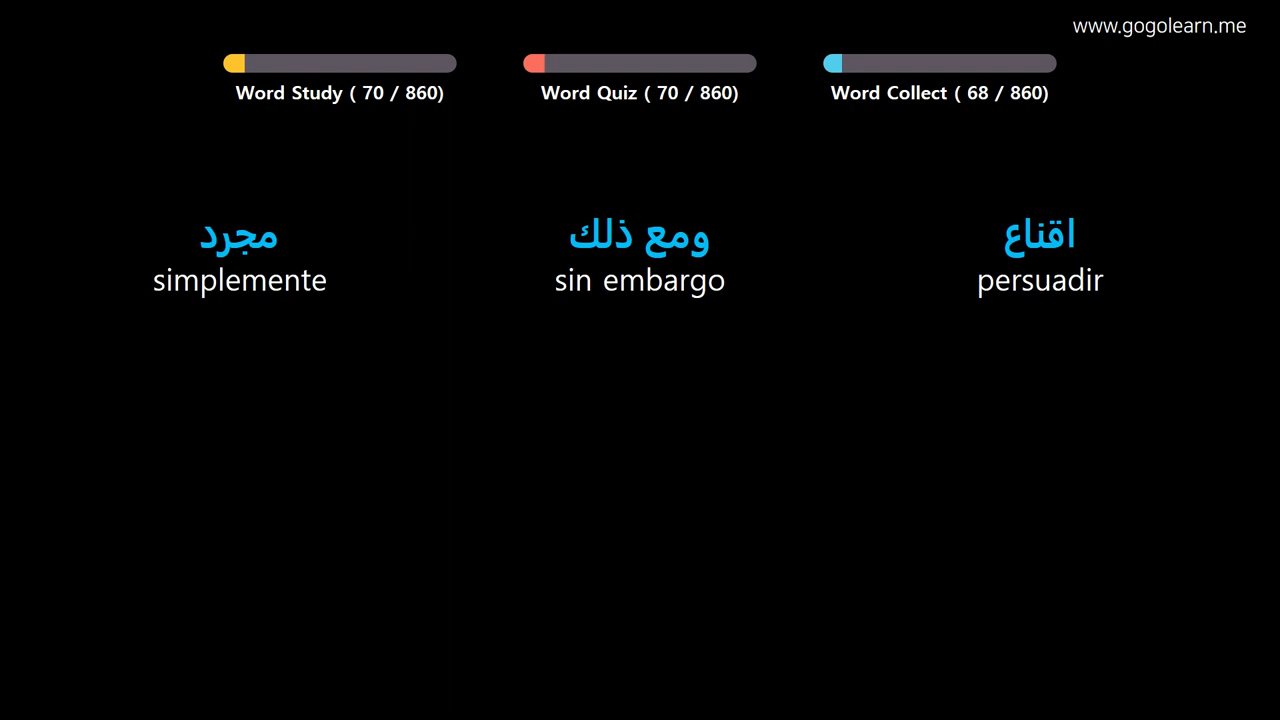 www.gogolearn.me
Word Study ( 70 / 860)
Word Quiz ( 70 / 860)
Word Collect ( 68 / 860)
مجرد
simplemente
ومع ذلك
sin embargo
اقناع
persuadir